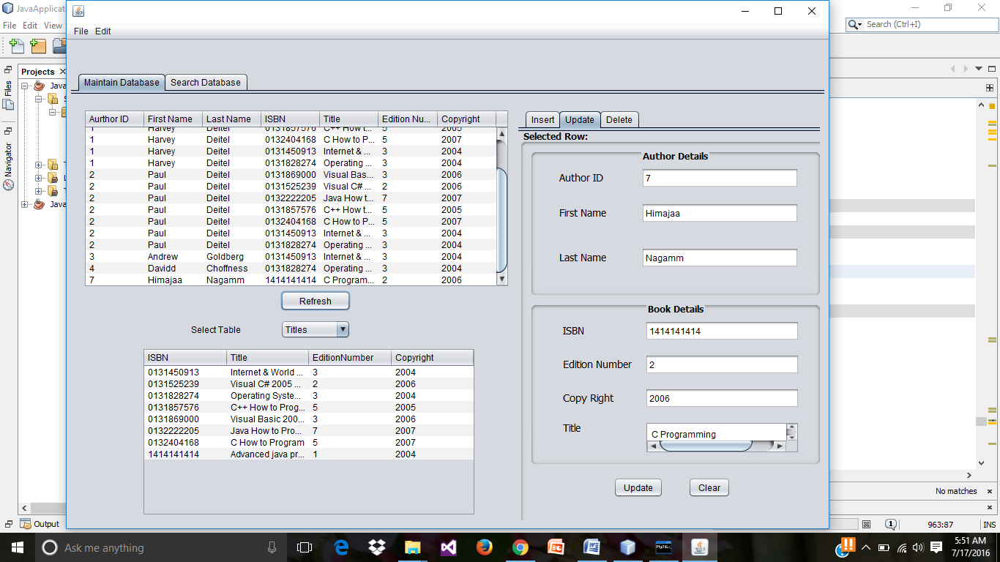 JavaApplicat
File Edit View
Search (Ctrl+I)
File Edit
Projects
Files
Navigator
Java
Java
Maintain Database Search Database
Aurthor ID First Name Last Name ISBN Title Edition Nu... Copyright
1 Harvey Deitel 0131857576 C++ How t... 5 2005
1 Harvey Deitel 0132404168 C How to P... 5 2007
1 Harvey Deitel 0131450913 Internet & ... 3 2004
1 Harvey Deitel 0131828274 Operating ... 3 2004
2 Paul Deitel 0131869000 Visual Bas... 3 2006
2 Paul Deitel 0131525239 Visual C# ... 2 2006
2 Paul Deitel 0132222205 Java How t... 7 2007
2 Paul Deitel 0131857576 C++ How t... 5 2005
2 Paul Deitel 0132404168 C How to P... 5 2007
2 Paul Deitel 0131450913 Internet & ... 3 2004
2 Paul Deitel 0131828274 Operating ... 3 2004
3 Andrew Goldberg 0131450913 Internet & ... 3 2004
4 Davidd Choffness 0131828274 Operating ... 3 2004
7 Himajaa Nagamm 1414141414 C Program... 2 2006
Refresh
Select Table Titles
ISBN Title EditionNumber Copyright
0131450913 Internet & World ... 3 2004
0131525239 Visual C# 2005 ... 2 2006
0131828274 Operating Syste... 3 2004
0131857576 C++ How to Prog... 5 2005
0131869000 Visual Basic 200... 3 2006
0132222205 Java How to Pro... 7 2007
0132404168 C How to Program 5 2007
1414141414 Advanced java pr... 1 2004
Insert Update Delete
Selected Row:
Author Details
Author ID 7
First Name Himajaa
Last Name Nagamm
Book Details
ISBN 1414141414
Edition Number 2
Copy Right 2006
Title C Programming
Update Clear
No matches
Output
1
963:87 INS
Ask me anything
MySQL
5:51 AM
7/17/2016